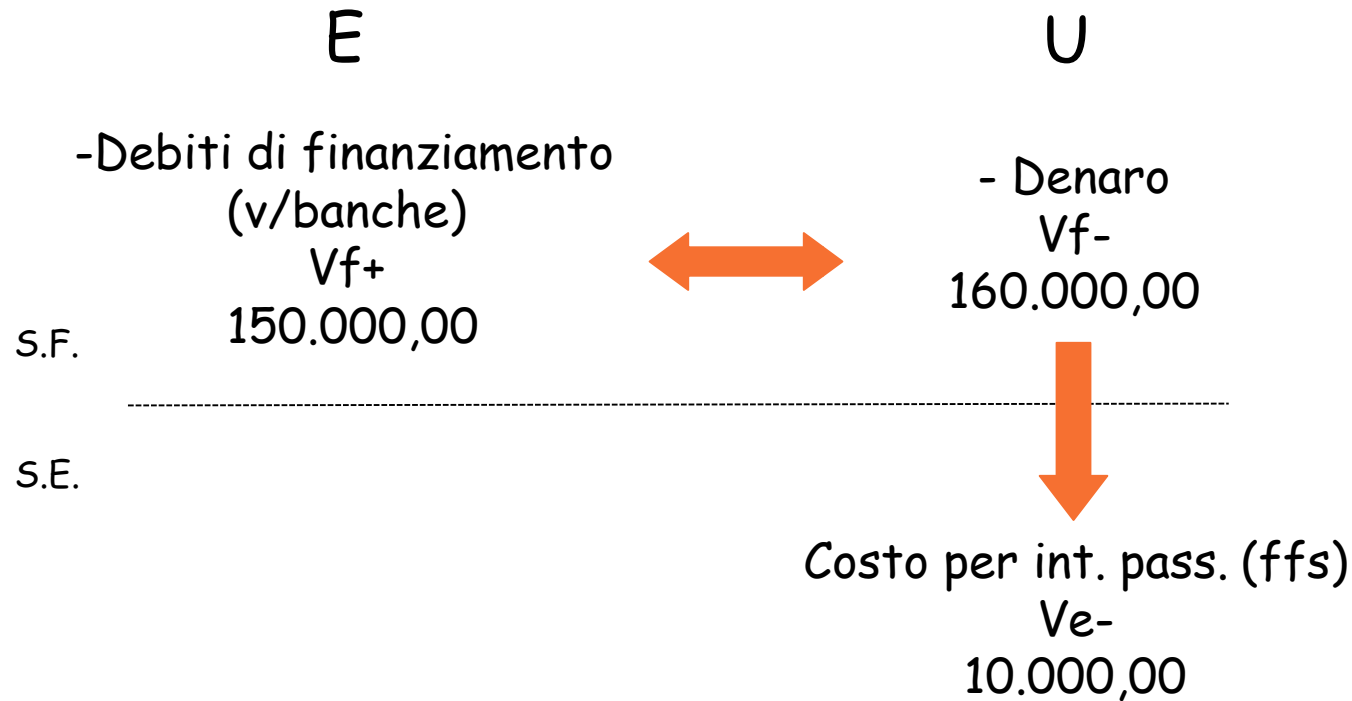 E
U
-Debiti di finanziamento
(v/banche)
Vf+
150.000,00
- Denaro
Vf-
160.000,00
S.F.
S.E.
Costo per int. pass. (ffs)
Ve-
10.000,00